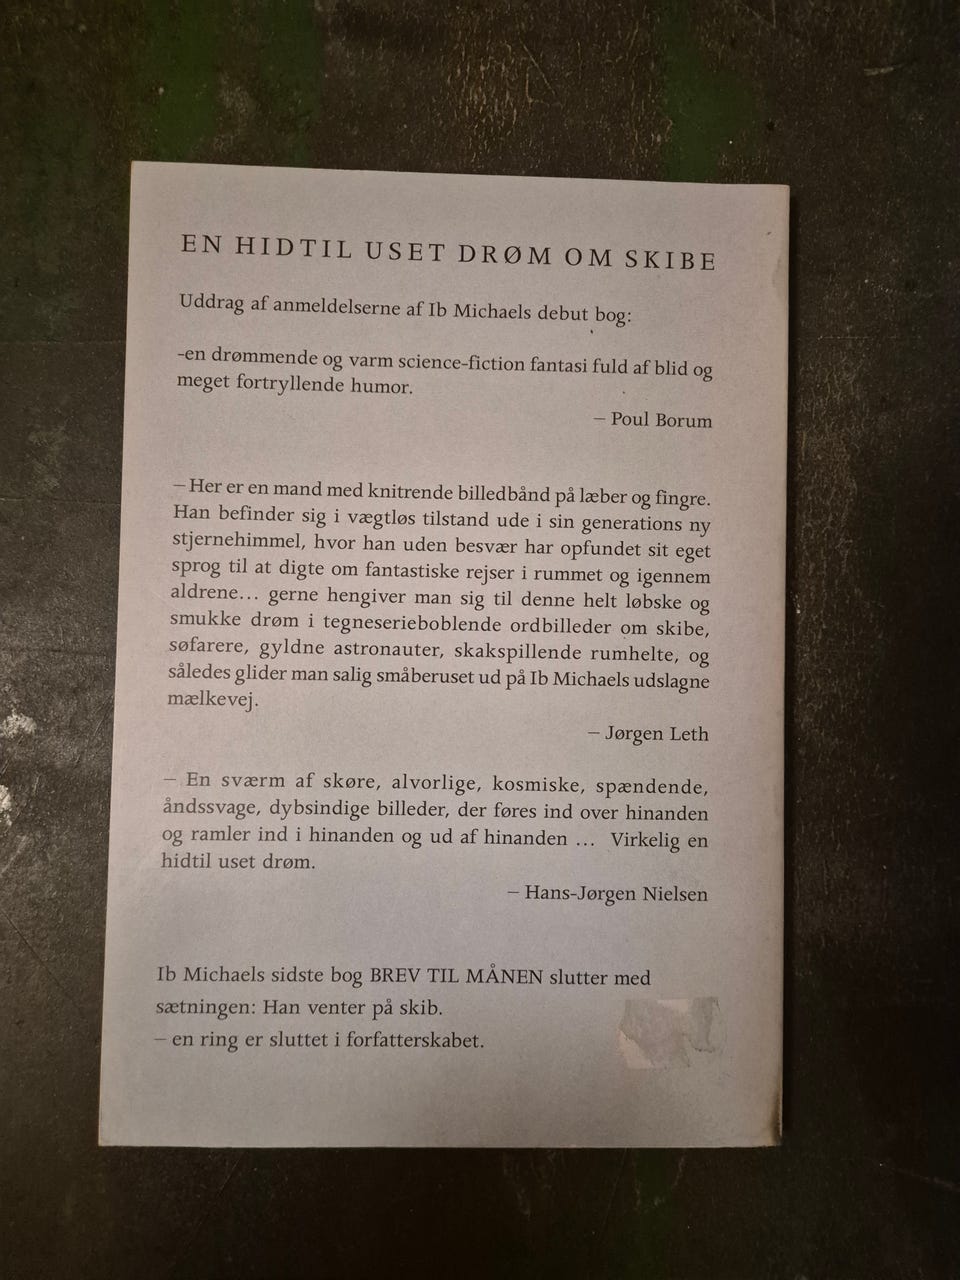 EN HIDTIL USET DRØM OM SKIBE
Uddrag af anmeldelserne af Ib Michaels debut bog:
-en drømmende og varm science-fiction fantasi fuld af blid og
meget fortryllende humor.
– Poul Borum
– Her er en mand med knitrende billedbånd på læber og fingre.
Han befinder sig i vægtløs tilstand ude i sin generations ny
stjernehimmel, hvor han uden besvær har opfundet sit eget
sprog til at digte om fantastiske rejser i rummet og igennem
aldrene... gerne hengiver man sig til denne helt løbske og
smukke drøm i tegneserieboblende ordbilleder om skibe,
søfarere, gyldne astronauter, skakspillende rumhelte, og
således glider man salig småberuset ud på Ib Michaels udslagne
mælkevej.
– Jørgen Leth
– En sværm af skøre, alvorlige, kosmiske, spændende,
åndssvage, dybsindige billeder, der føres ind over hinanden
og ramler ind i hinanden og ud af hinanden ... Virkelig en
hidtil uset drøm.
– Hans-Jørgen Nielsen
Ib Michaels sidste bog BREV TIL MÅNEN slutter med
sætningen: Han venter på skib.
– en ring er sluttet i forfatterskabet.